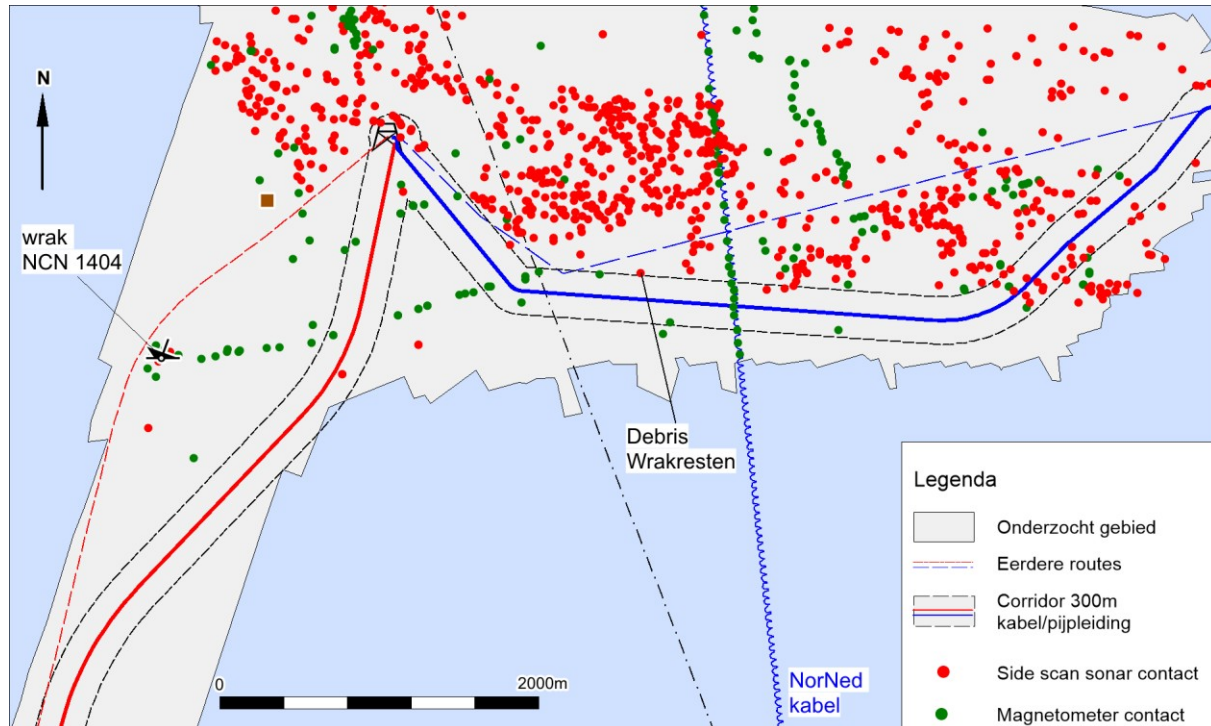 N
wrak
NCN 1404
Debris
Wrakresten
NorNed
kabel
0
2000m
Legenda
Onderzocht gebied
Eerdere routes
Corridor 300m
kabel/pijpleiding
Side scan sonar contact
Magnetometer contact